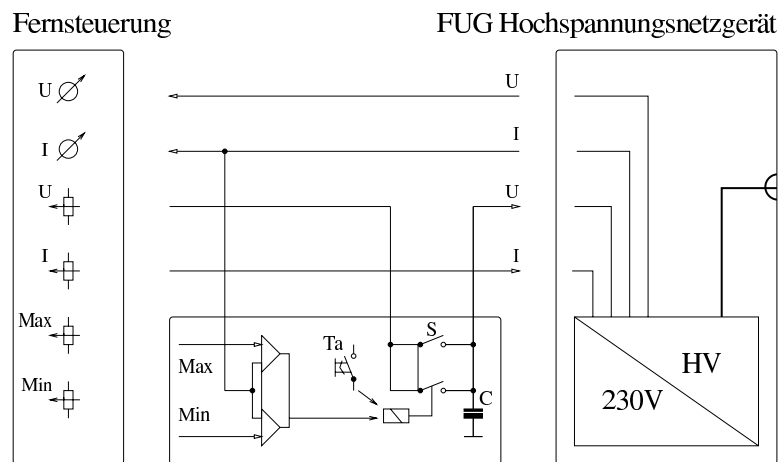 Fernsteuerung
FUG Hochspannungsnetzgerät
U
U
I
I
U
U
I
I
Max
Ta
S
Max
HV
Min
C
230V
Min